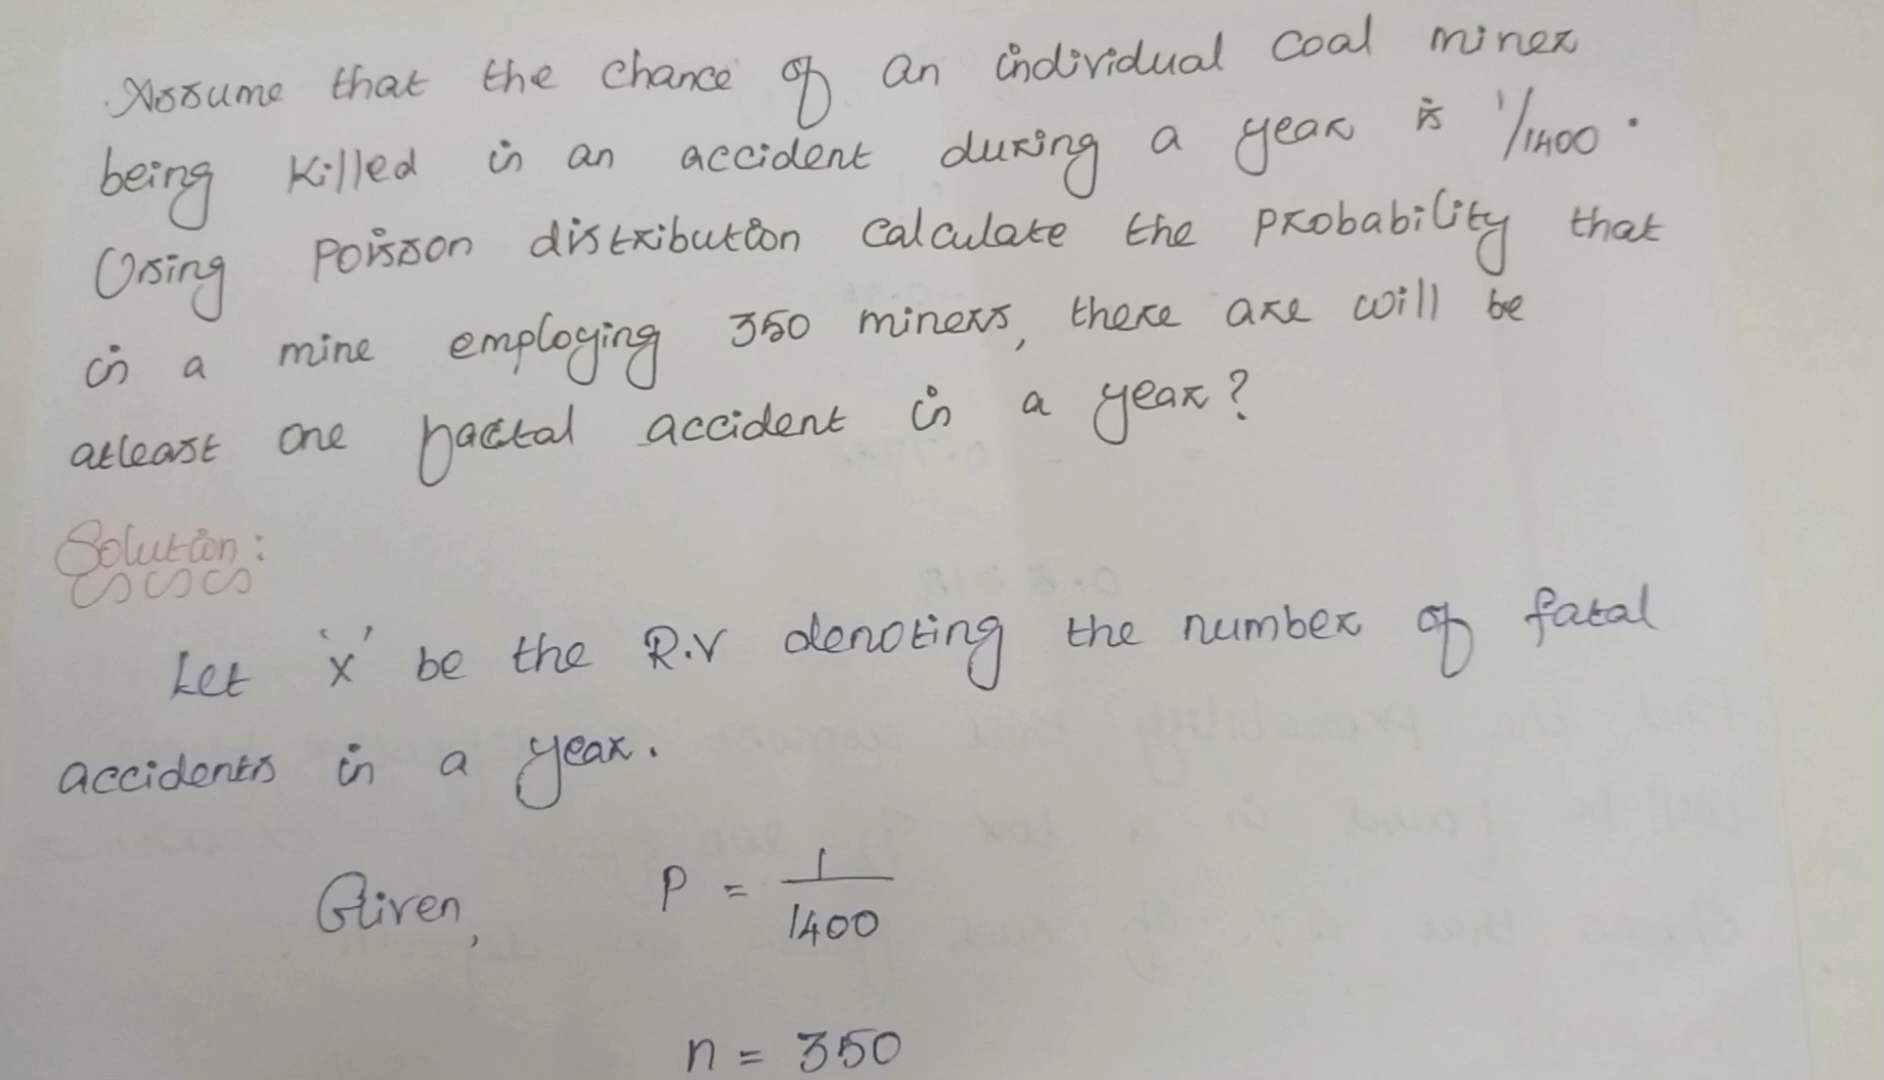 Assume that the chance of an individual coal miner
being killed in an accident during a year is 1/1400.
Using poisson distribution calculate the probability that
in a mine employing 350 miners, there are will be
atleast one factal accident in a year?
Solution:
Let 'x' be the R.V denoting the number of fatal
accidents in a year.
Given, P = 1/1400
n = 350